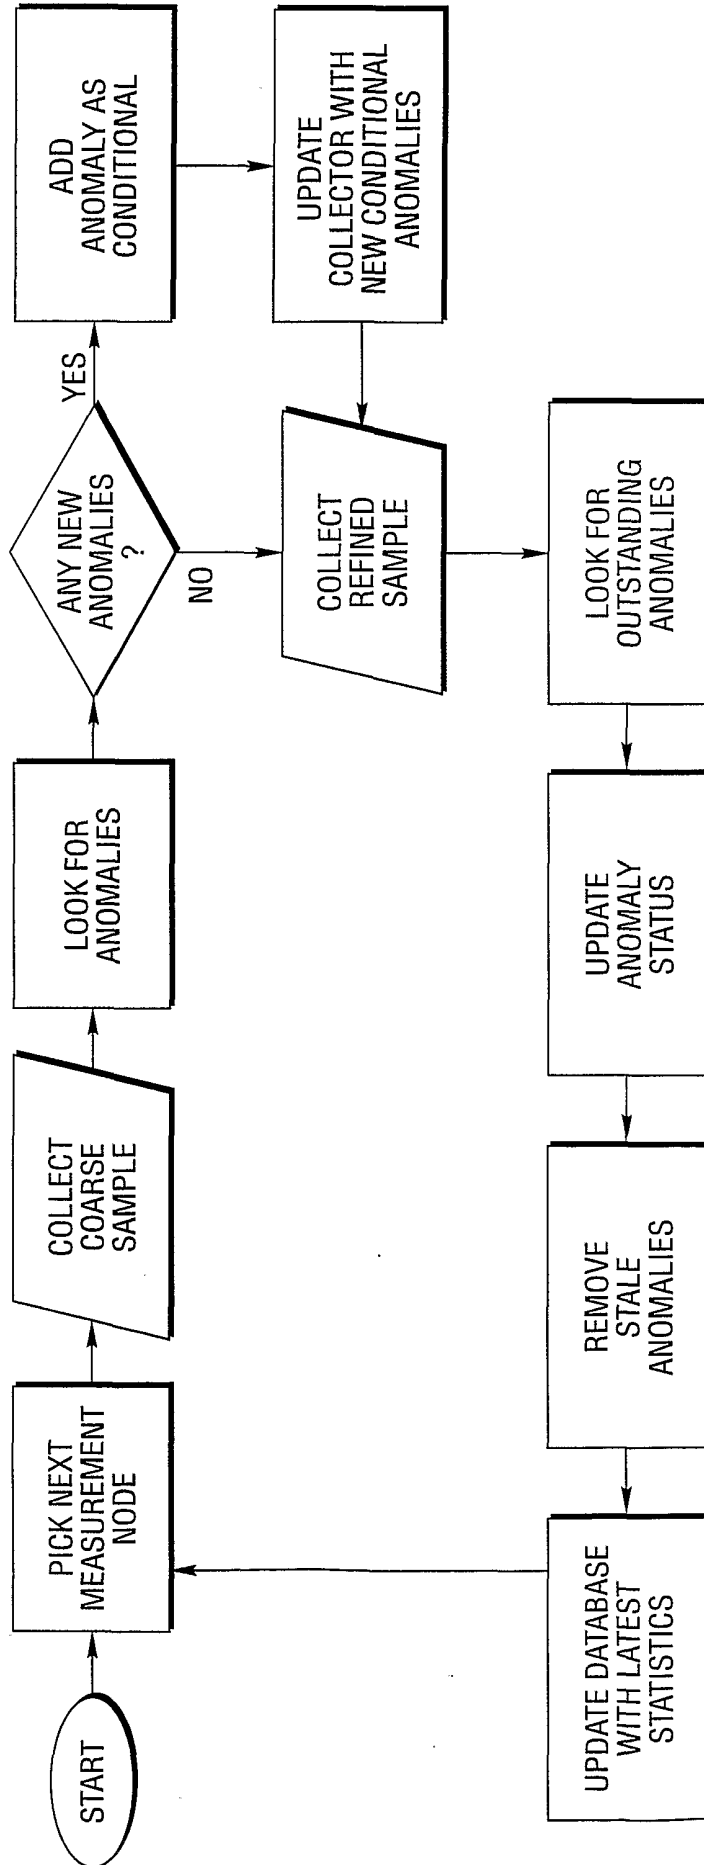 START
PICK NEXT
MEASUREMENT
NODE
COLLECT
COARSE
SAMPLE
LOOK FOR
ANOMALIES
ANY NEW
ANOMALIES
?
YES
NO
ADD
ANOMALY AS
CONDITIONAL
UPDATE
COLLECTOR WITH
NEW CONDITIONAL
ANOMALIES
COLLECT
REFINED
SAMPLE
LOOK FOR
OUTSTANDING
ANOMALIES
UPDATE
ANOMALY
STATUS
REMOVE
STALE
ANOMALIES
UPDATE DATABASE
WITH LATEST
STATISTICS